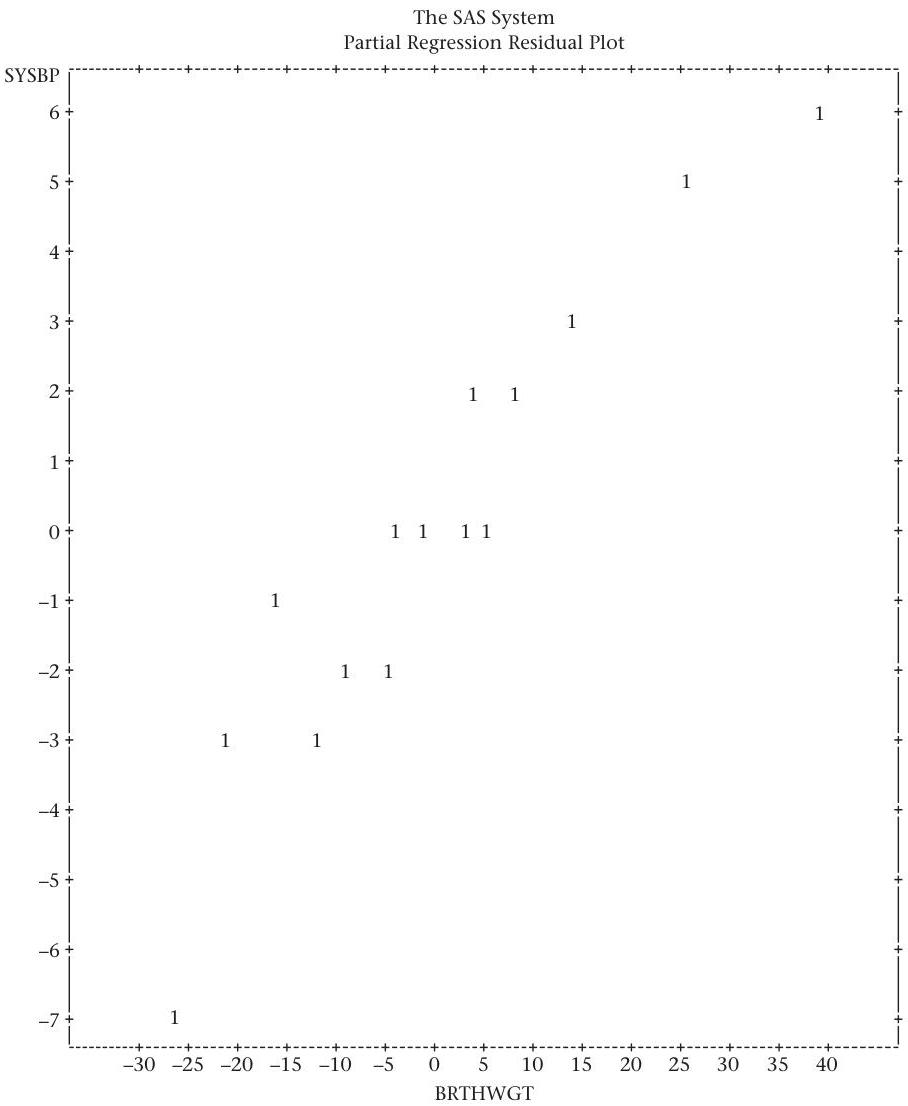 The SAS System
Partial Regression Residual Plot
SYSBP
6 1
5 1
4
3 1
2 1 1
1
0 1 1 1 1
–1 1
–2 1 1
–3 1 1
–4
–5
–6
–7 1
–30 –25 –20 –15 –10 –5 0 5 10 15 20 25 30 35 40
BRTHWGT